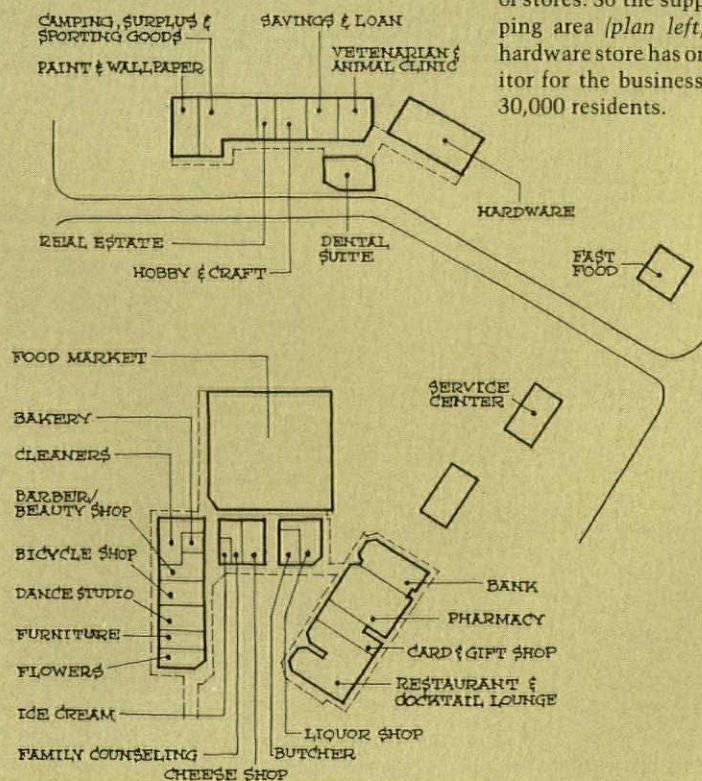 of stores. So the supp
ping area [plan left,
hardware store has or
itor for the business
30,000 residents.
CAMPING, SURPLUS &
SPORTING GOODS
PAINT & WALLPAPER
SAVINGS & LOAN
VETENARIAN &
ANIMAL CLINIC
HARDWARE
REAL ESTATE
HOBBY & CRAFT
DENTAL
SUITE
FAST
FOOD
FOOD MARKET
SERVICE
CENTER
BAKERY
CLEANERS
BARBER/
BEAUTY SHOP
BICYCLE SHOP
DANCE STUDIO
FURNITURE
FLOWERS
ICE CREAM
FAMILY COUNSELING
CHEESE SHOP
BUTCHER
LIQUOR SHOP
BANK
PHARMACY
CARD & GIFT SHOP
RESTAURANT &
COCKTAIL LOUNGE